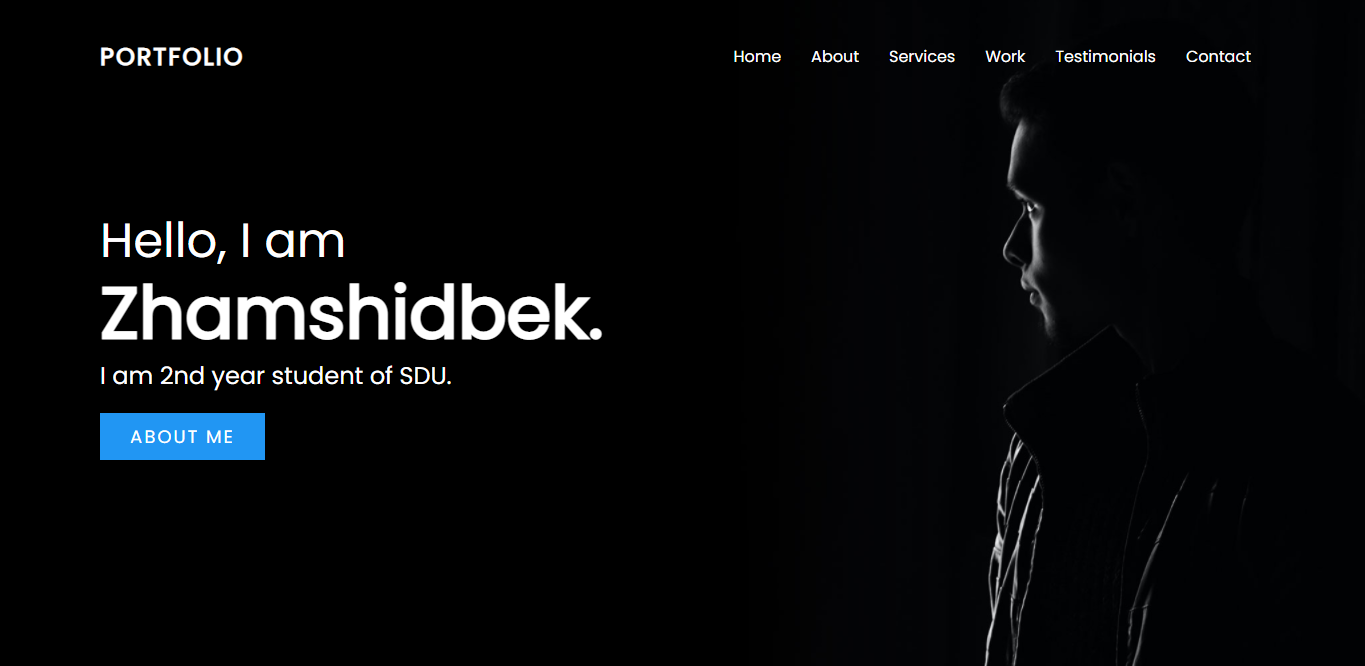 PORTFOLIO
Home About Services Work Testimonials Contact
Hello, I am
Zhamshidbek.
I am 2nd year student of SDU.
ABOUT ME